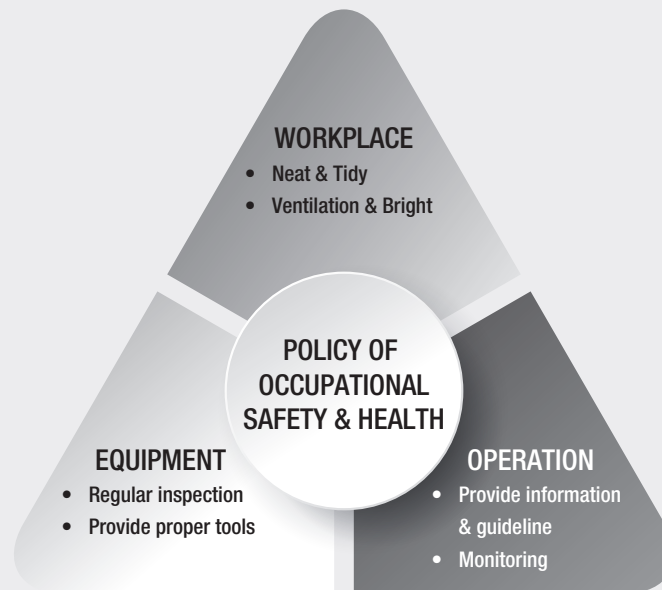 WORKPLACE
• Neat & Tidy
• Ventilation & Bright
POLICY OF
OCCUPATIONAL
SAFETY & HEALTH
EQUIPMENT
• Regular inspection
• Provide proper tools
OPERATION
• Provide information
& guideline
• Monitoring